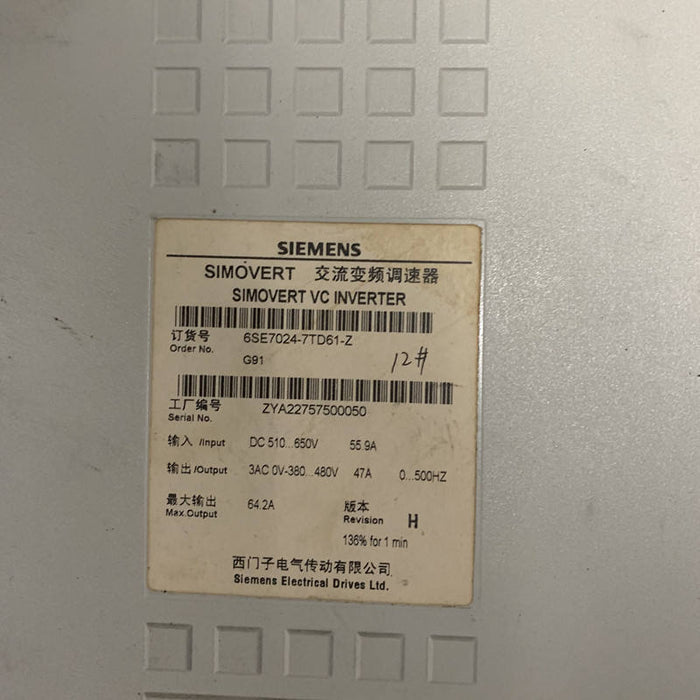 SIEMENS
SIMOVERT 交流变频调速器
SIMOVERT VC INVERTER
订货号 6SE7024-7TD61-Z
Order No.
G91 12#
工厂编号 ZYA22757500050
Serial No.
输入 /Input DC 510...650V 55.9A
输出 /Output 3AC 0V-380...480V 47A 0...500HZ
最大输出 64.2A 版本
Max.Output Revision H
136% for 1 min
西门子电气传动有限公司
Siemens Electrical Drives Ltd.